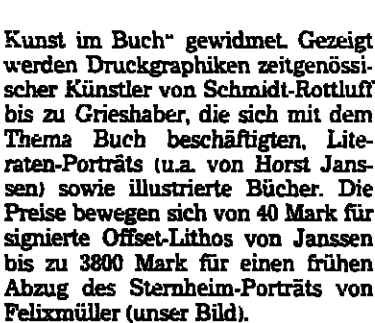 Kunst im Buch“ gewidmet. Gezeigt
werden Druckgraphiken zeitgenössi-
scher Künstler von Schmidt-Rottluff
bis zu Grieshaber, die sich mit dem
Thema Buch beschäftigten, Lite-
raten-Porträts (u.a. von Horst Jans-
sen) sowie illustrierte Bücher. Die
Preise bewegen sich von 40 Mark für
signierte Offset-Lithos von Janssen
bis zu 3800 Mark für einen frühen
Abzug des Sternheim-Porträts von
Felixmüller (unser Bild).